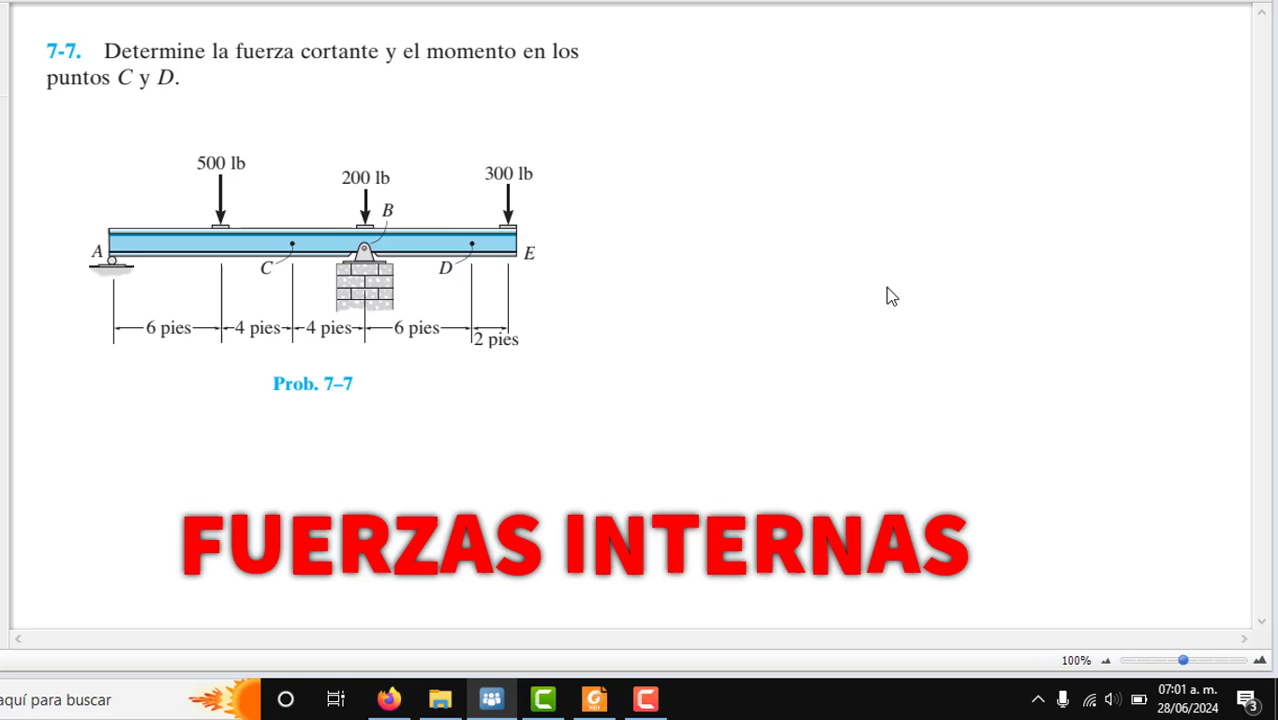 7-7. Determine la fuerza cortante y el momento en los
puntos C y D.
500 lb
200 lb
300 lb
B
A
C
D
E
6 pies
4 pies
4 pies
6 pies
2 pies
Prob. 7–7
FUERZAS INTERNAS
100%
aquí para buscar
07:01 a. m.
28/06/2024
3